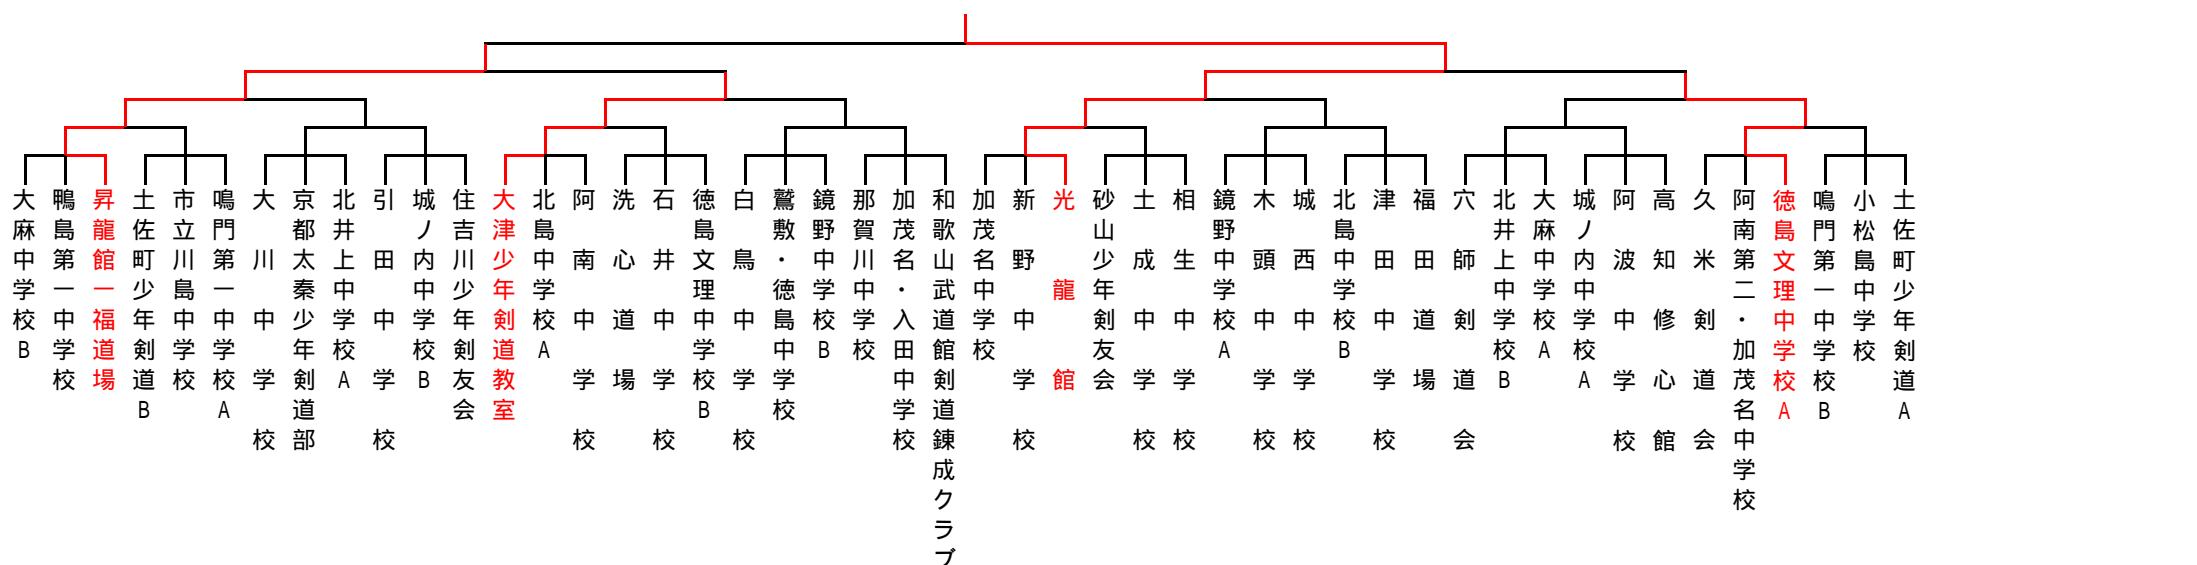 大麻中学校B
鴨島第一中学校
昇龍館一福道場
土佐町少年剣道B
市立川島中学校
鳴門第一中学校A
大川中学校
京都太秦少年剣道部
北井上中学校A
引田中学校
城ノ内中学校B
住吉川少年剣友会
大津少年剣道教室
北島中学校A
阿南中学校
洗心道場
石井中学校
徳島文理中学校B
白鳥中学校
鷲敷・徳島中学校
鏡野中学校B
那賀川中学校
加茂名・入田中学校
和歌山武道館剣道錬成クラブ
加茂名中学校
新野中学校
光龍館
砂山少年剣友会
土成中学校
相生中学校
鏡野中学校A
木頭中学校
城西中学校
北島中学校B
津田中学校
福田道場
穴師剣道会
北井上中学校B
大麻中学校A
城ノ内中学校A
阿波中学校
高知修心館
久米剣道会
阿南第二・加茂名中学校
徳島文理中学校A
鳴門第一中学校B
小松島中学校
土佐町少年剣道A